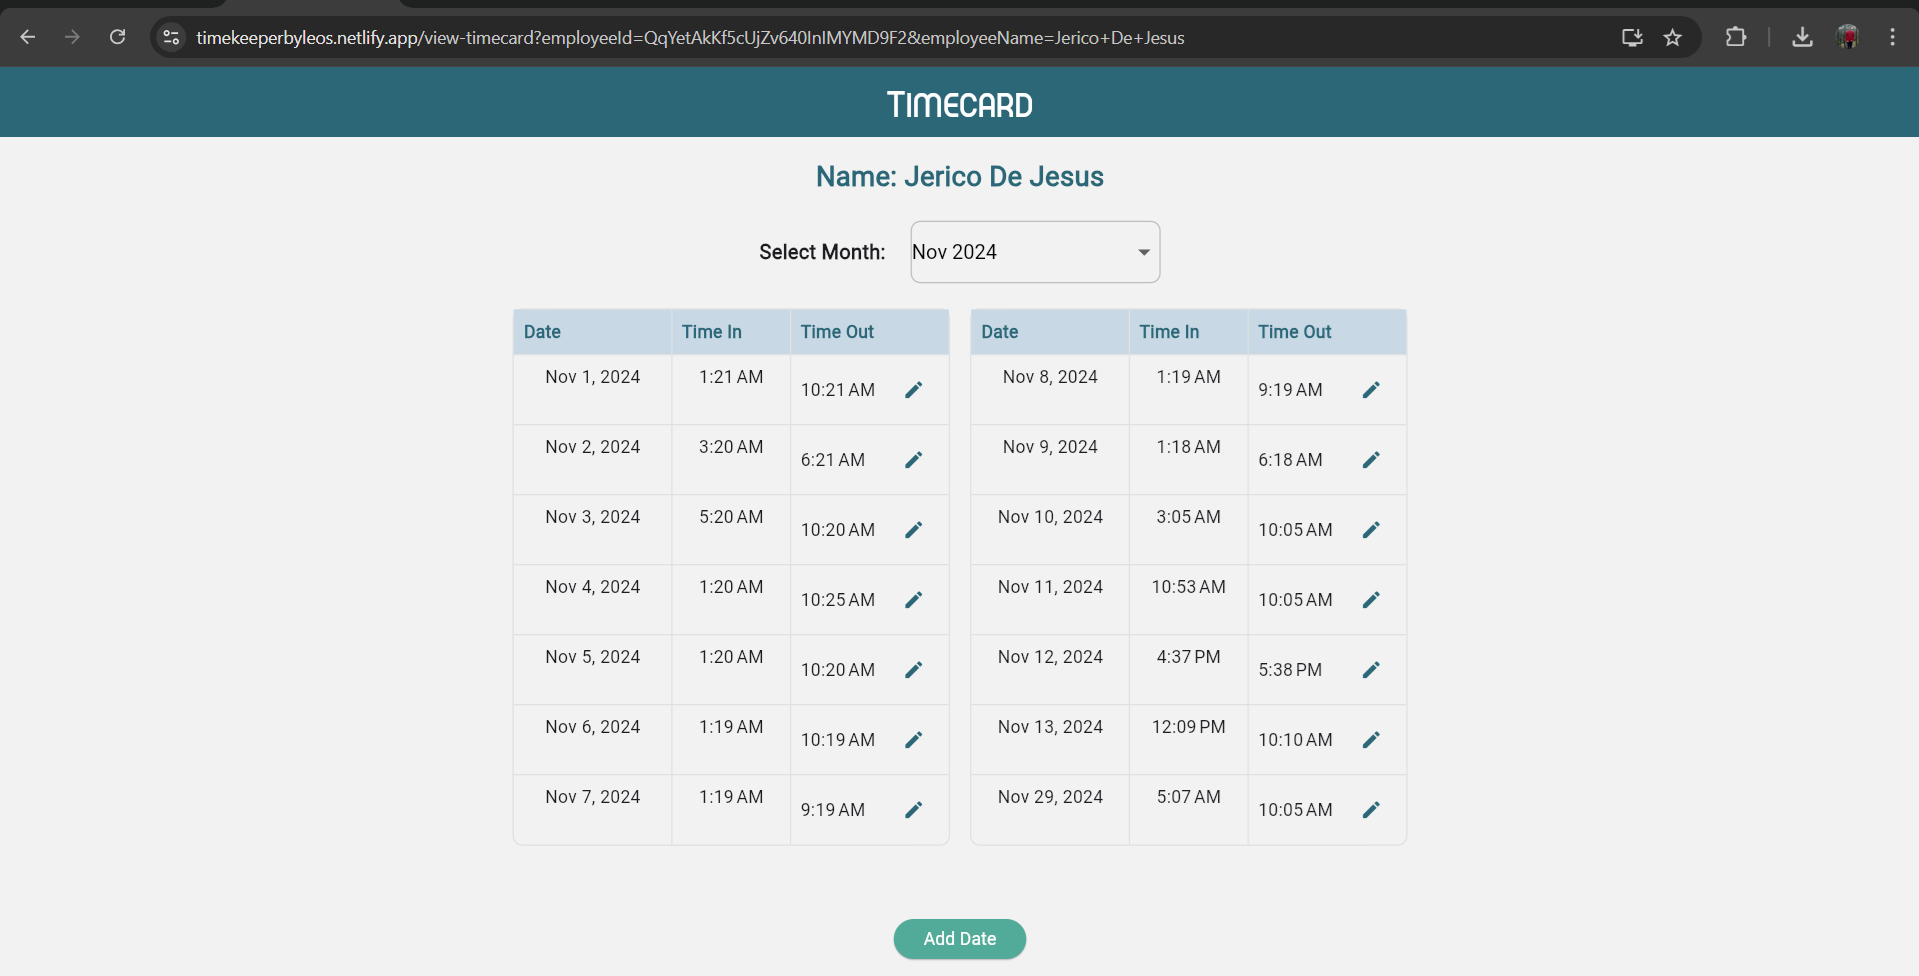 timekeeperbyleos.netlify.app/view-timecard?employeeId=QqYetAkKf5cUjZv640InIMYMD9F2&employeeName=Jerico+De+Jesus
TIMECARD
Name: Jerico De Jesus
Select Month: Nov 2024
Date Time In Time Out
Nov 1, 2024 1:21 AM 10:21 AM
Nov 2, 2024 3:20 AM 6:21 AM
Nov 3, 2024 5:20 AM 10:20 AM
Nov 4, 2024 1:20 AM 10:25 AM
Nov 5, 2024 1:20 AM 10:20 AM
Nov 6, 2024 1:19 AM 10:19 AM
Nov 7, 2024 1:19 AM 9:19 AM
Date Time In Time Out
Nov 8, 2024 1:19 AM 9:19 AM
Nov 9, 2024 1:18 AM 6:18 AM
Nov 10, 2024 3:05 AM 10:05 AM
Nov 11, 2024 10:53 AM 10:05 AM
Nov 12, 2024 4:37 PM 5:38 PM
Nov 13, 2024 12:09 PM 10:10 AM
Nov 29, 2024 5:07 AM 10:05 AM
Add Date